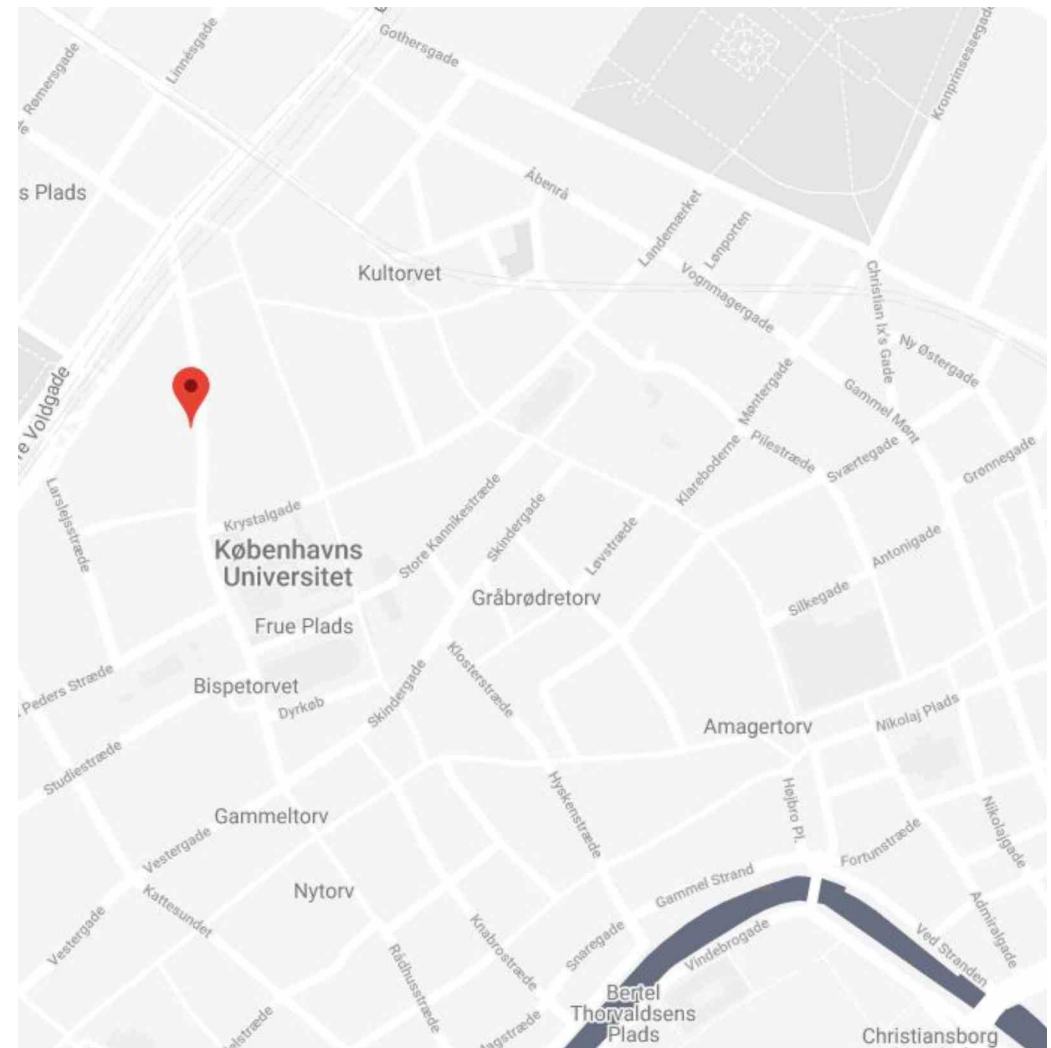 Gothersgade
Linnésgade
Rømersgade
Kronprinsessegade
s Plads
Åbenrå
Landemærket
Lønporten
Kultorvet
Vognmagergade
Christian Ix's Gade
Ny Østergade
re Voldgade
Møntergade
Gammel Mønt
Klareboderne
Pilestræde
Sværtegade
Grønnegade
Larslejsstræde
Krystalgade
Store Kannikestræde
Skindergade
Løvstræde
Antonigade
Københavns
Universitet
Gråbrødretorv
Silkegade
Frue Plads
Peders Stræde
Bispetorvet
Dyrkøb
Skindergade
Klosterstræde
Amagertorv
Nikolaj Plads
Studiestræde
Hyskenstræde
Højbro Pl.
Gammeltorv
Vestergade
Fortunstræde
Nikolajgade
Nytorv
Gammel Strand
Kattesundet
Vestergade
Knabrostræde
Rådhusstræde
Snaregade
Vindebrogade
Admiralgade
Ved Stranden
Bertel
Thorvaldsens
Plads
Christiansborg